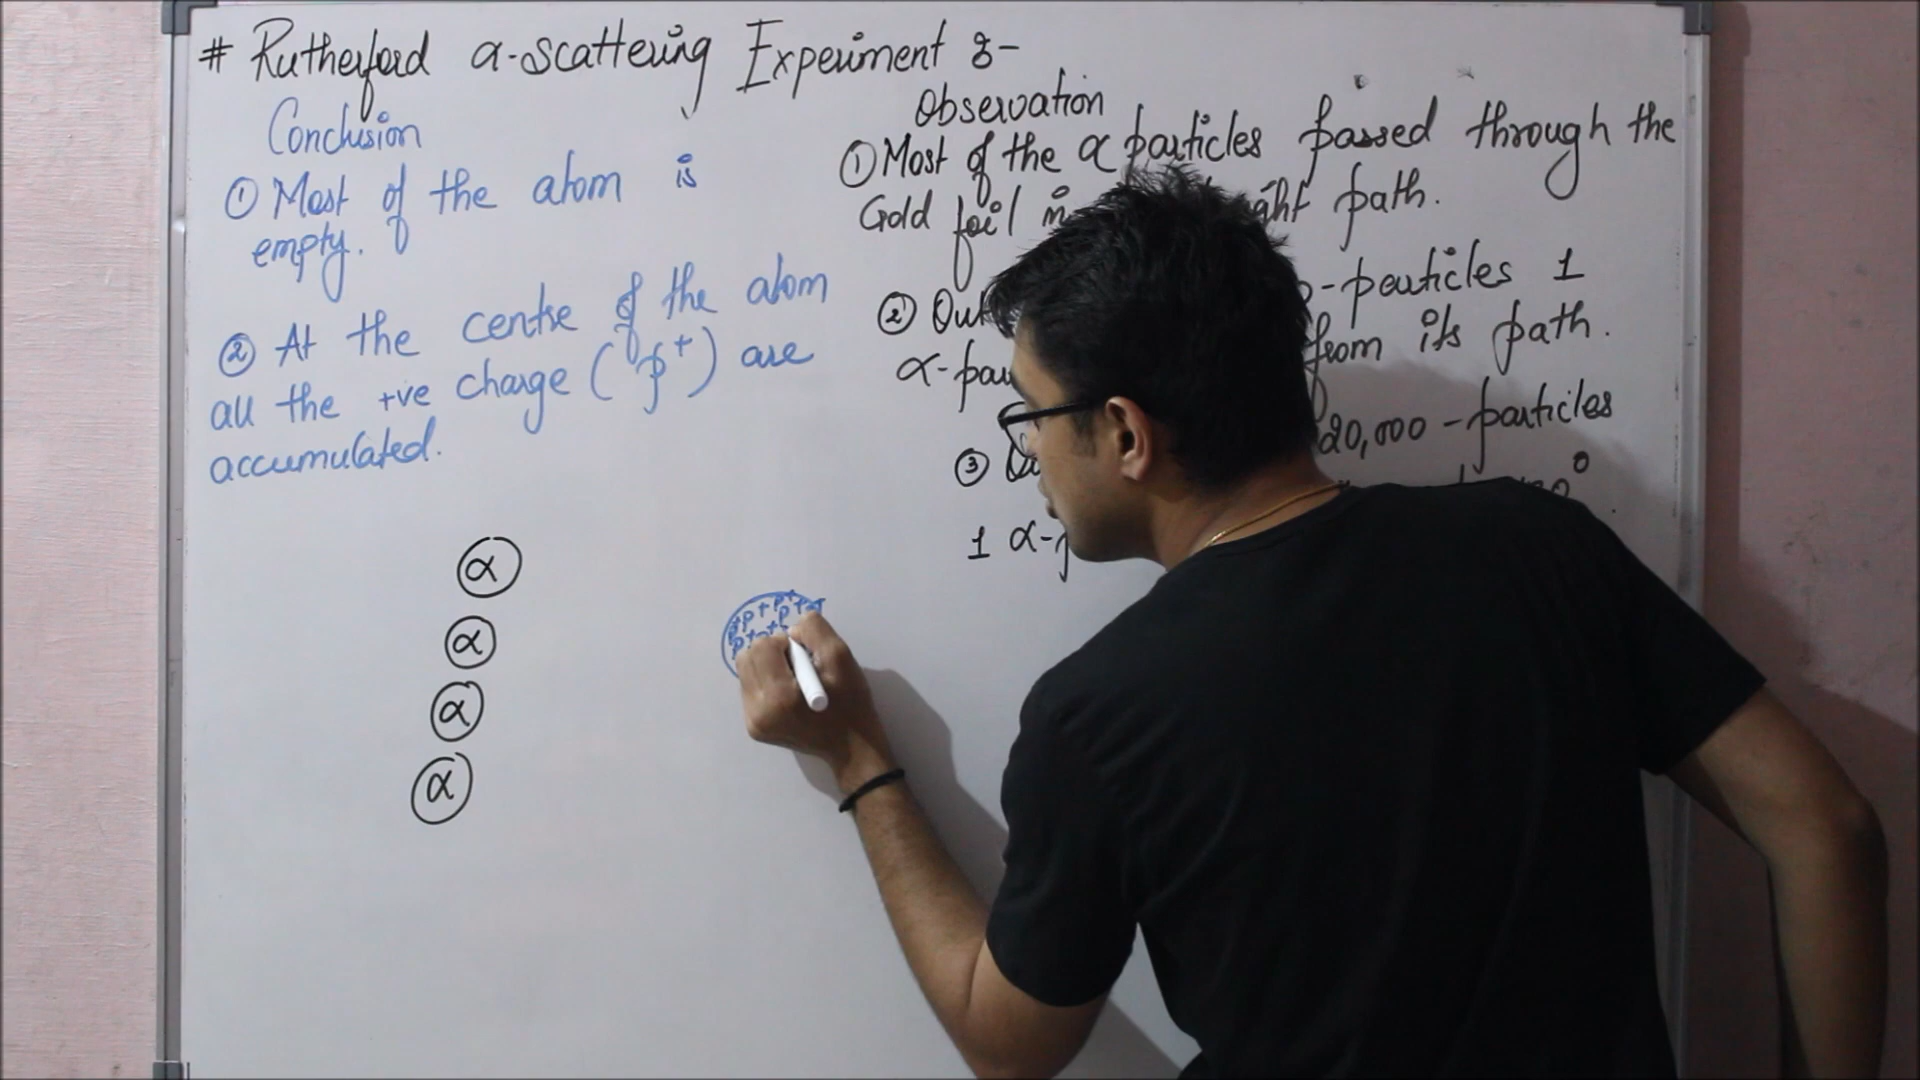 # Rutherford α-scattering Experiment :-
Conclusion
① Most of the atom is
empty.
② At the centre of the atom
all the +ve charge (p+) are
accumulated.
Observation
① Most of the α particles passed through the
Gold foil path.
② Out -particles 1
α- from its path.
③ 20,000 - particles
1 α-
α
α
α
α
p+ p+
p+
p+